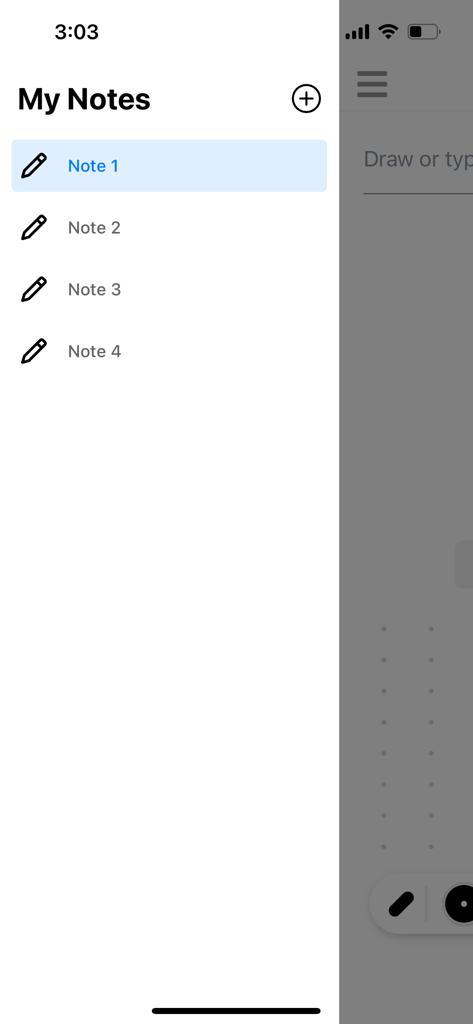 3:03
My Notes
Note 1
Note 2
Note 3
Note 4
Draw or typ